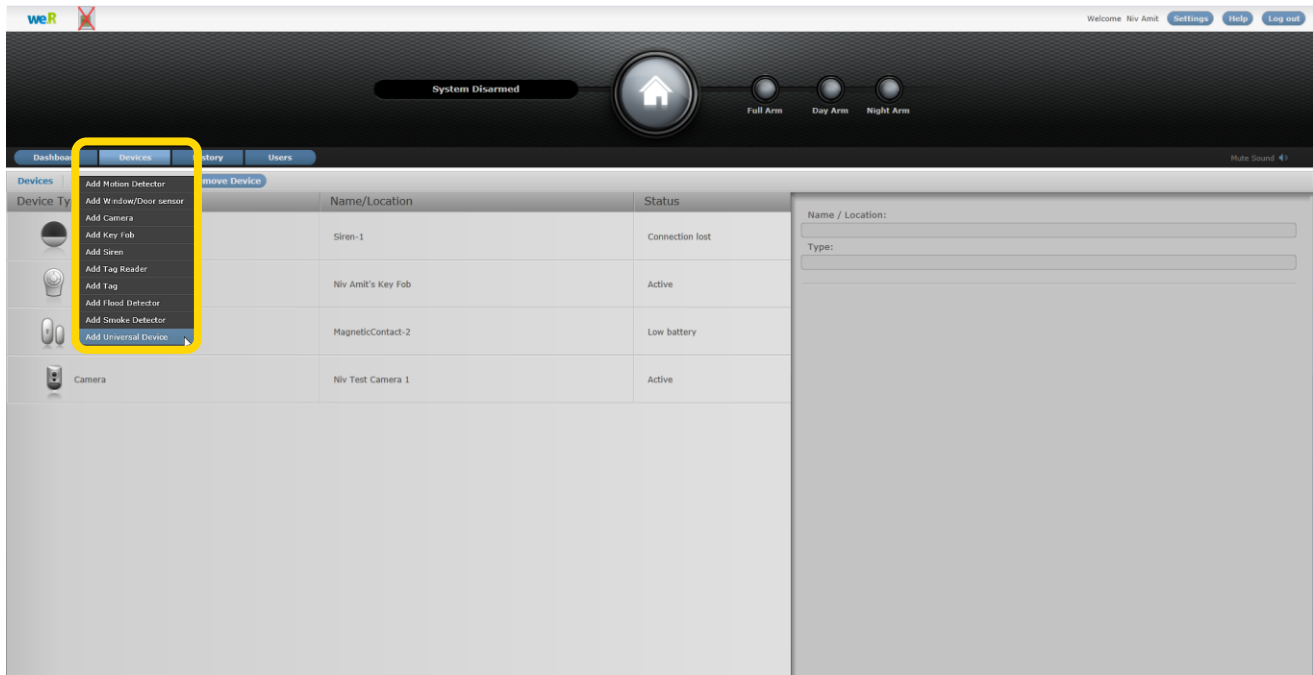 weR
Welcome Niv Amit Settings Help Log out
System Disarmed
Full Arm Day Arm Night Arm
Devices
Users
Mute Sound
Devices
Add Motion Detector
Add Window/Door sensor
Add Camera
Add Key Fob
Add Siren
Add Tag Reader
Add Tag
Add Flood Detector
Add Smoke Detector
Add Universal Device
Device
Device Name/Location Status
Siren-1 Connection lost
Niv Amit's Key Fob Active
MagneticContact-2 Low battery
Camera Niv Test Camera 1 Active
Name / Location:
Type: